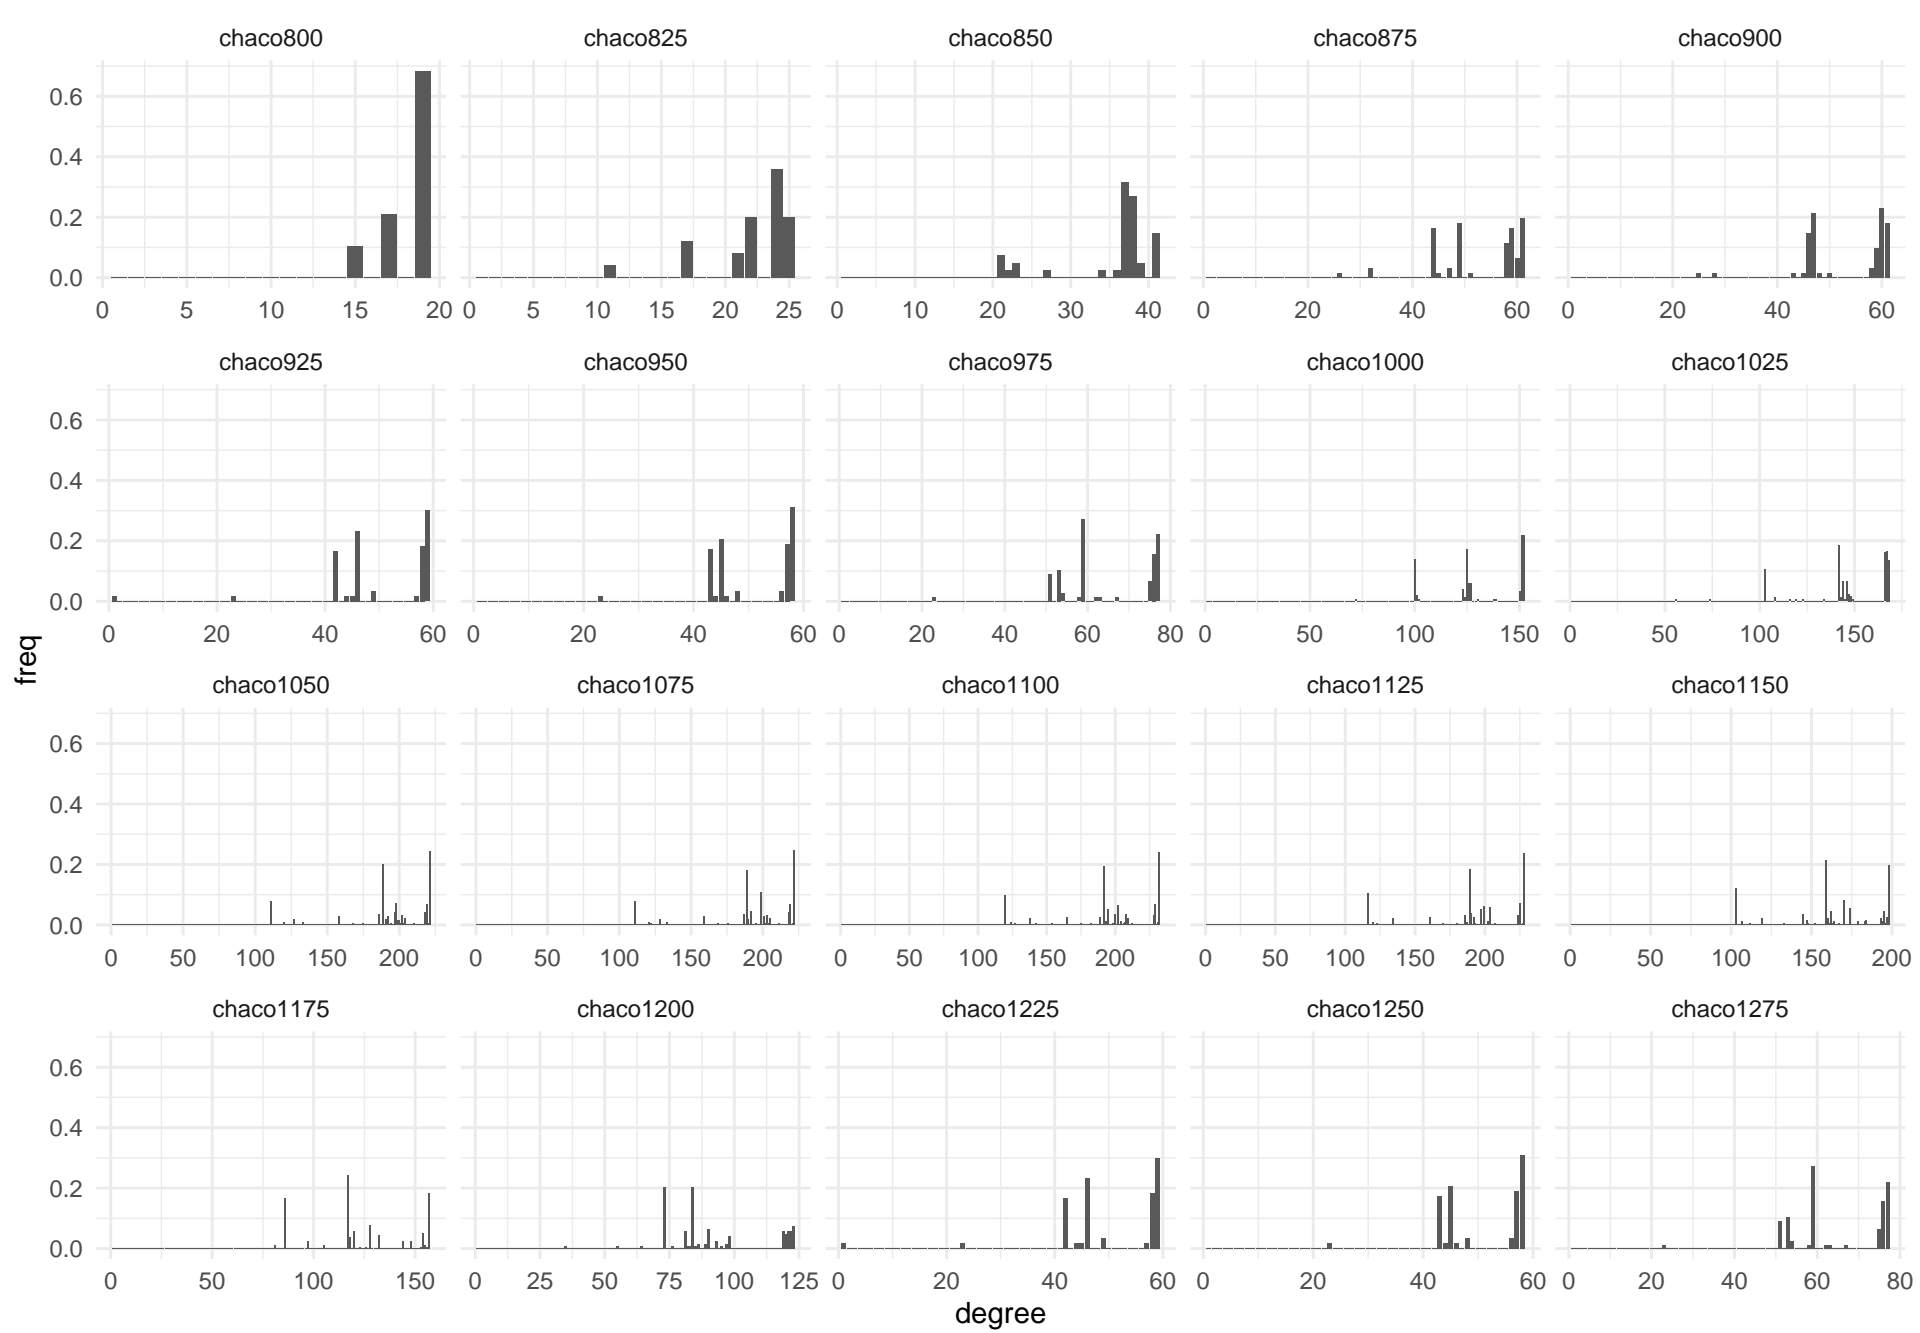 chaco800 chaco825 chaco850 chaco875 chaco900
0.6
0.4
0.2
0.0
0 5 10 15 20 0 5 10 15 20 25 0 10 20 30 40 0 20 40 60 0 20 40 60
chaco925 chaco950 chaco975 chaco1000 chaco1025
0.6
0.4
0.2
0.0
0 20 40 60 0 20 40 60 0 20 40 60 80 0 50 100 150 0 50 100 150
freq
chaco1050 chaco1075 chaco1100 chaco1125 chaco1150
0.6
0.4
0.2
0.0
0 50 100 150 200 0 50 100 150 200 0 50 100 150 200 0 50 100 150 200 0 50 100 150 200
chaco1175 chaco1200 chaco1225 chaco1250 chaco1275
0.6
0.4
0.2
0.0
0 50 100 150 0 25 50 75 100 125 0 20 40 60 0 20 40 60 0 20 40 60 80
degree